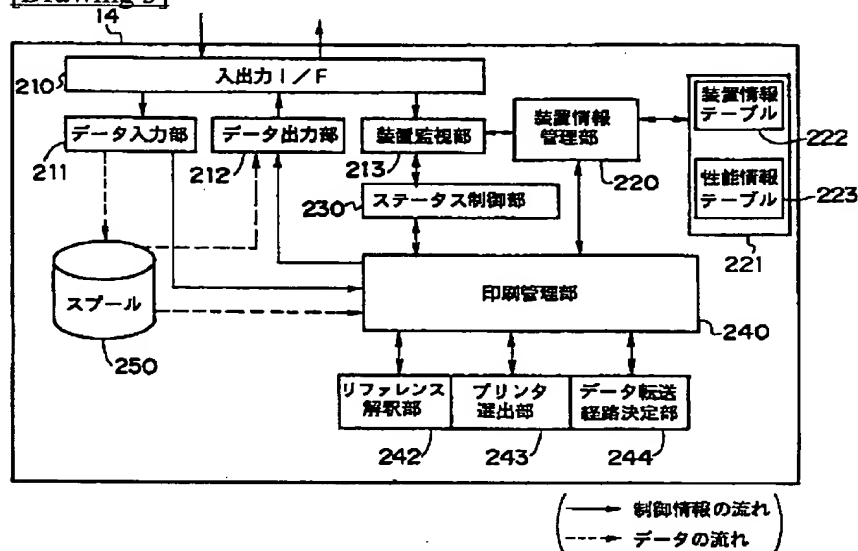 14
210
入出力I/F
データ入力部
211
データ出力部
212
装置監視部
213
装置情報
管理部
220
装置情報
テーブル
222
性能情報
テーブル
223
221
230
ステータス制御部
スプール
250
印刷管理部
240
リファレンス
解釈部
242
プリンタ
選出部
243
データ転送
経路決定部
244
制御情報の流れ
データの流れ